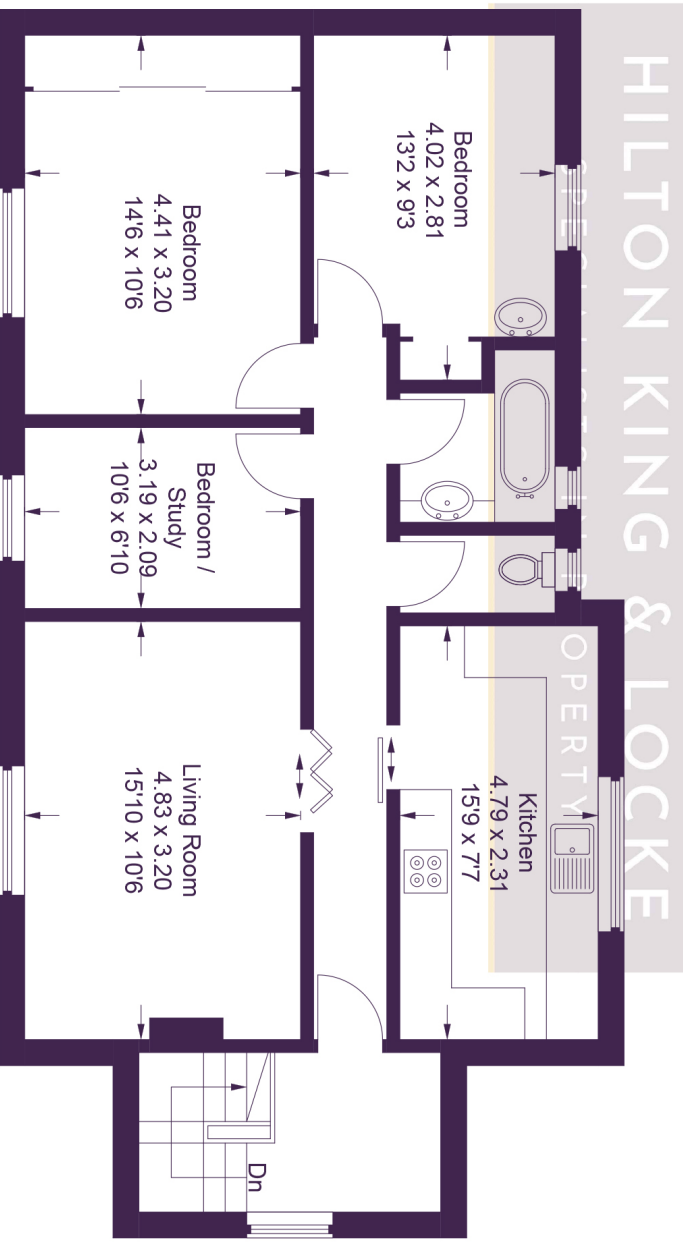 HILTON KING & LOCKE
SPECIALISTS IN PROPERTY
Kitchen
4.79 x 2.31
15'9 x 7'7
Bedroom
4.02 x 2.81
13'2 x 9'3
Dn
Bedroom
4.41 x 3.20
14'6 x 10'6
Bedroom /
Study
3.19 x 2.09
10'6 x 6'10
Living Room
4.83 x 3.20
15'10 x 10'6